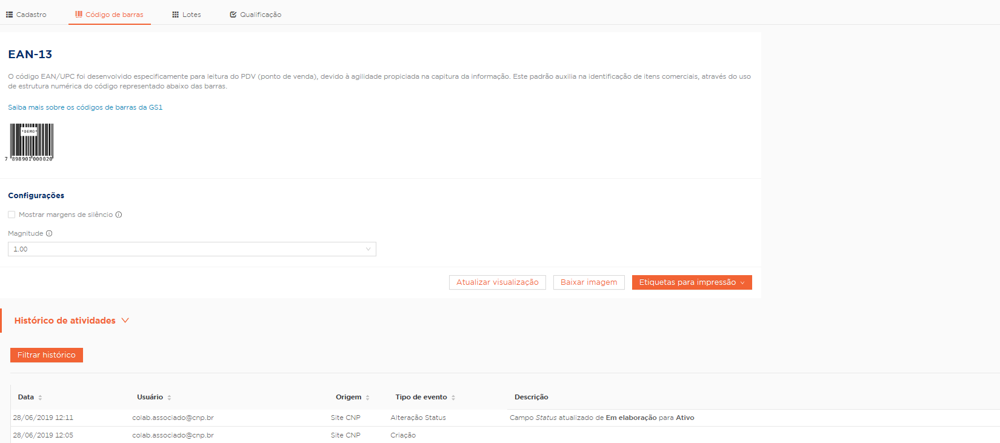 Cadastro Código de barras Lotes Qualificação
EAN-13
O código EAN/UPC foi desenvolvido especificamente para leitura do PDV (ponto de venda), devido à agilidade propiciada na capitura da informação. Este padrão auxilia na identificação de itens comerciais, através do uso
de estrutura numérica do código representado abaixo das barras.
Saiba mais sobre os códigos de barras da GS1
*DEMO*
7 898901 000020
Configurações
Mostrar margens de silêncio
Magnitude
1.00
Atualizar visualização Baixar imagem Etiquetas para impressão
Histórico de atividades
Filtrar histórico
Data Usuário Origem Tipo de evento Descrição
28/06/2019 12:11 colab.associado@cnp.br Site CNP Alteração Status Campo Status atualizado de Em elaboração para Ativo
28/06/2019 12:05 colab.associado@cnp.br Site CNP Criação